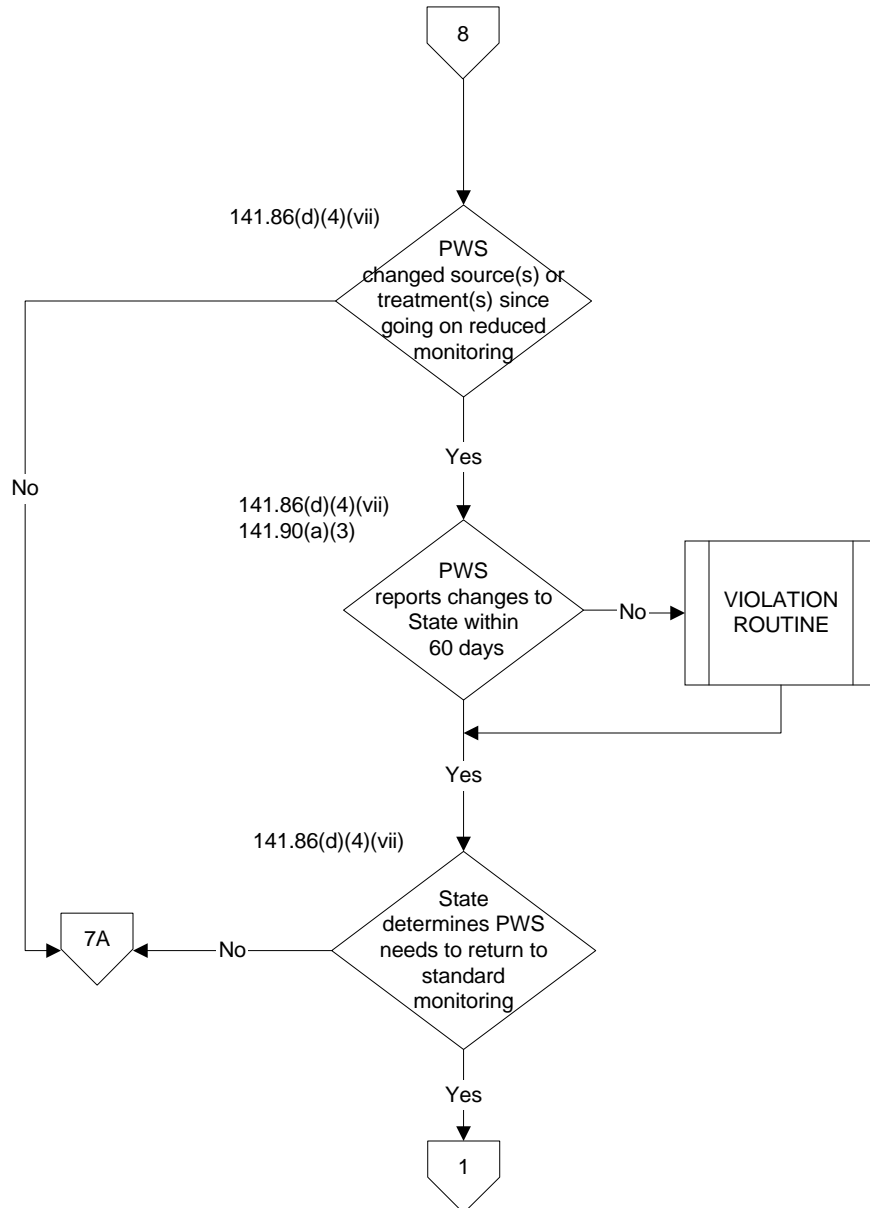 8
141.86(d)(4)(vii)
PWS
changed source(s) or
treatment(s) since
going on reduced
monitoring
Yes
No
141.86(d)(4)(vii)
141.90(a)(3)
PWS
reports changes to
State within
60 days
No
VIOLATION
ROUTINE
Yes
141.86(d)(4)(vii)
State
determines PWS
needs to return to
standard
monitoring
No
7A
Yes
1